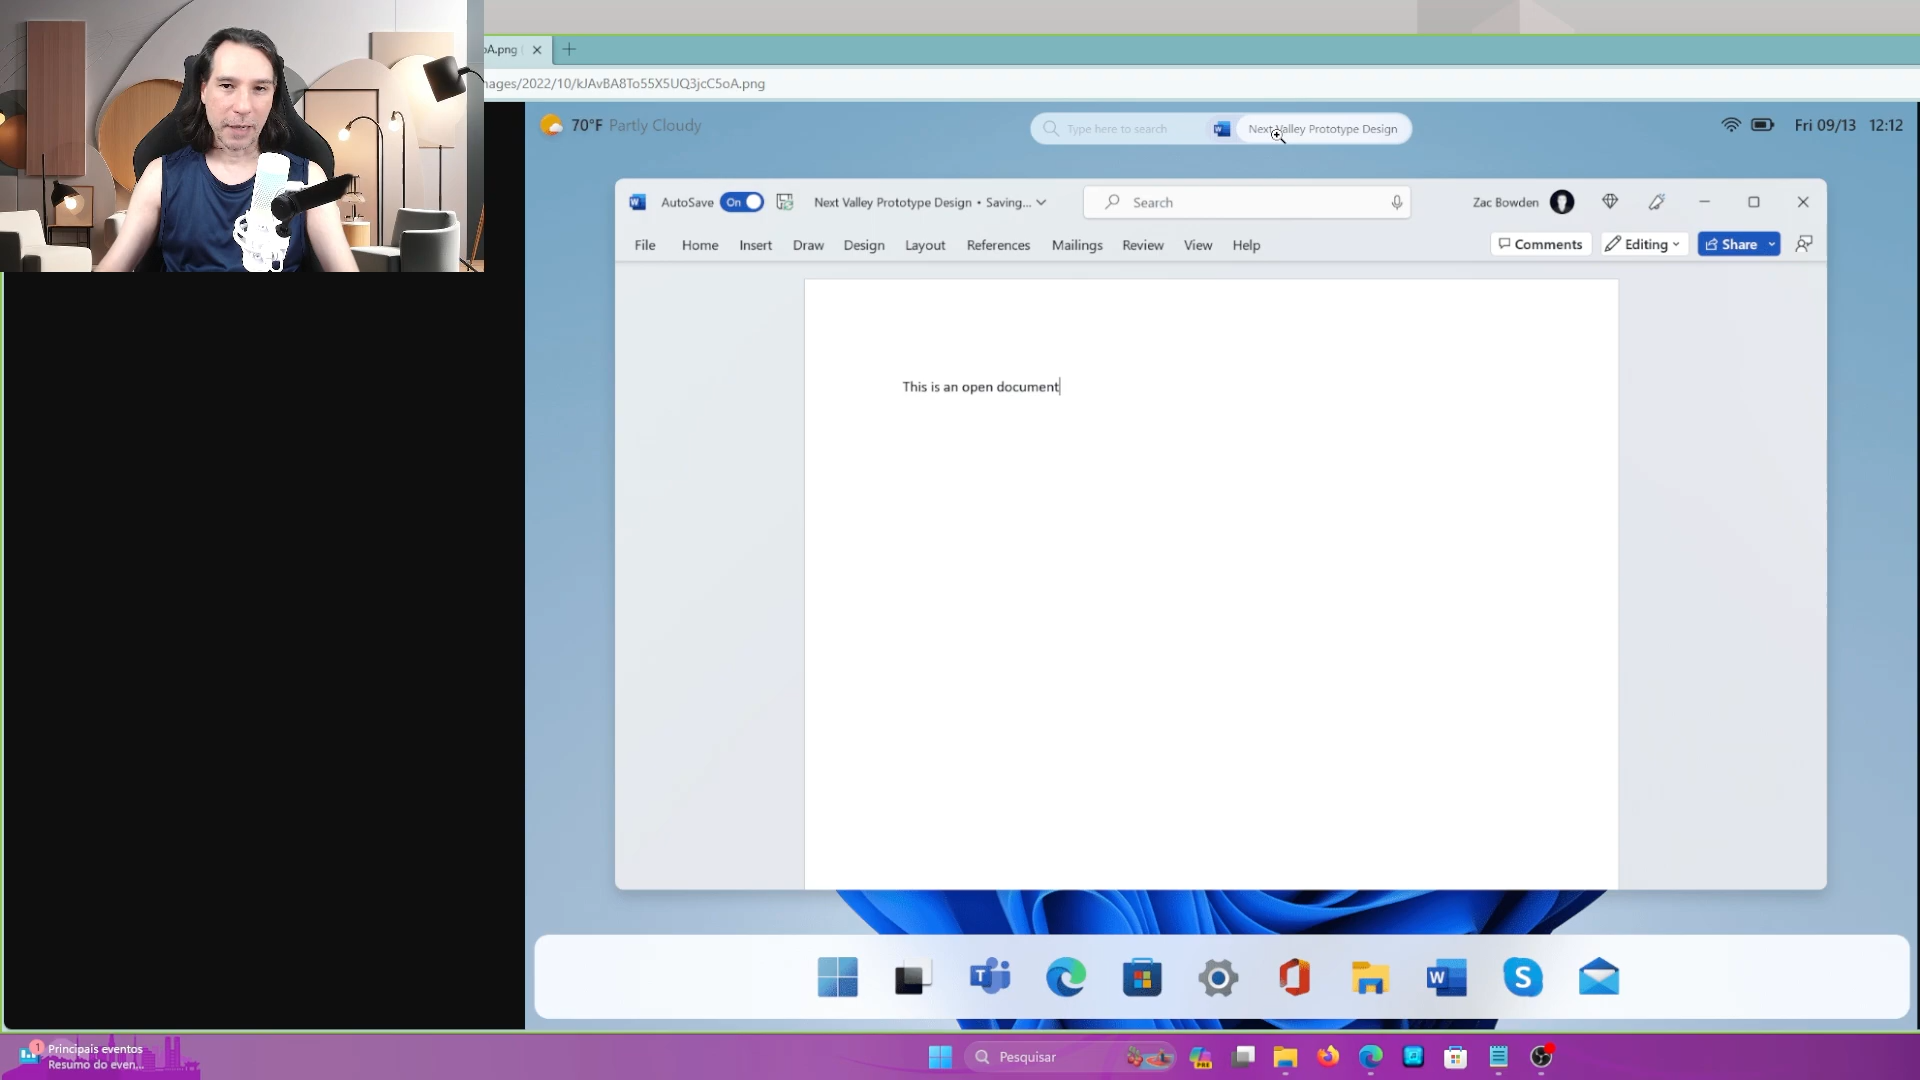 oA.png
nages/2022/10/kJAvBA8To55X5UQ3jcC5oA.png
70°F Partly Cloudy
Type here to search
Next Valley Prototype Design
Fri 09/13 12:12
AutoSave On
Next Valley Prototype Design • Saving...
Search
Zac Bowden
File Home Insert Draw Design Layout References Mailings Review View Help
Comments Editing Share
This is an open document
1
Principais eventos
Resumo do even...
Pesquisar
PRE